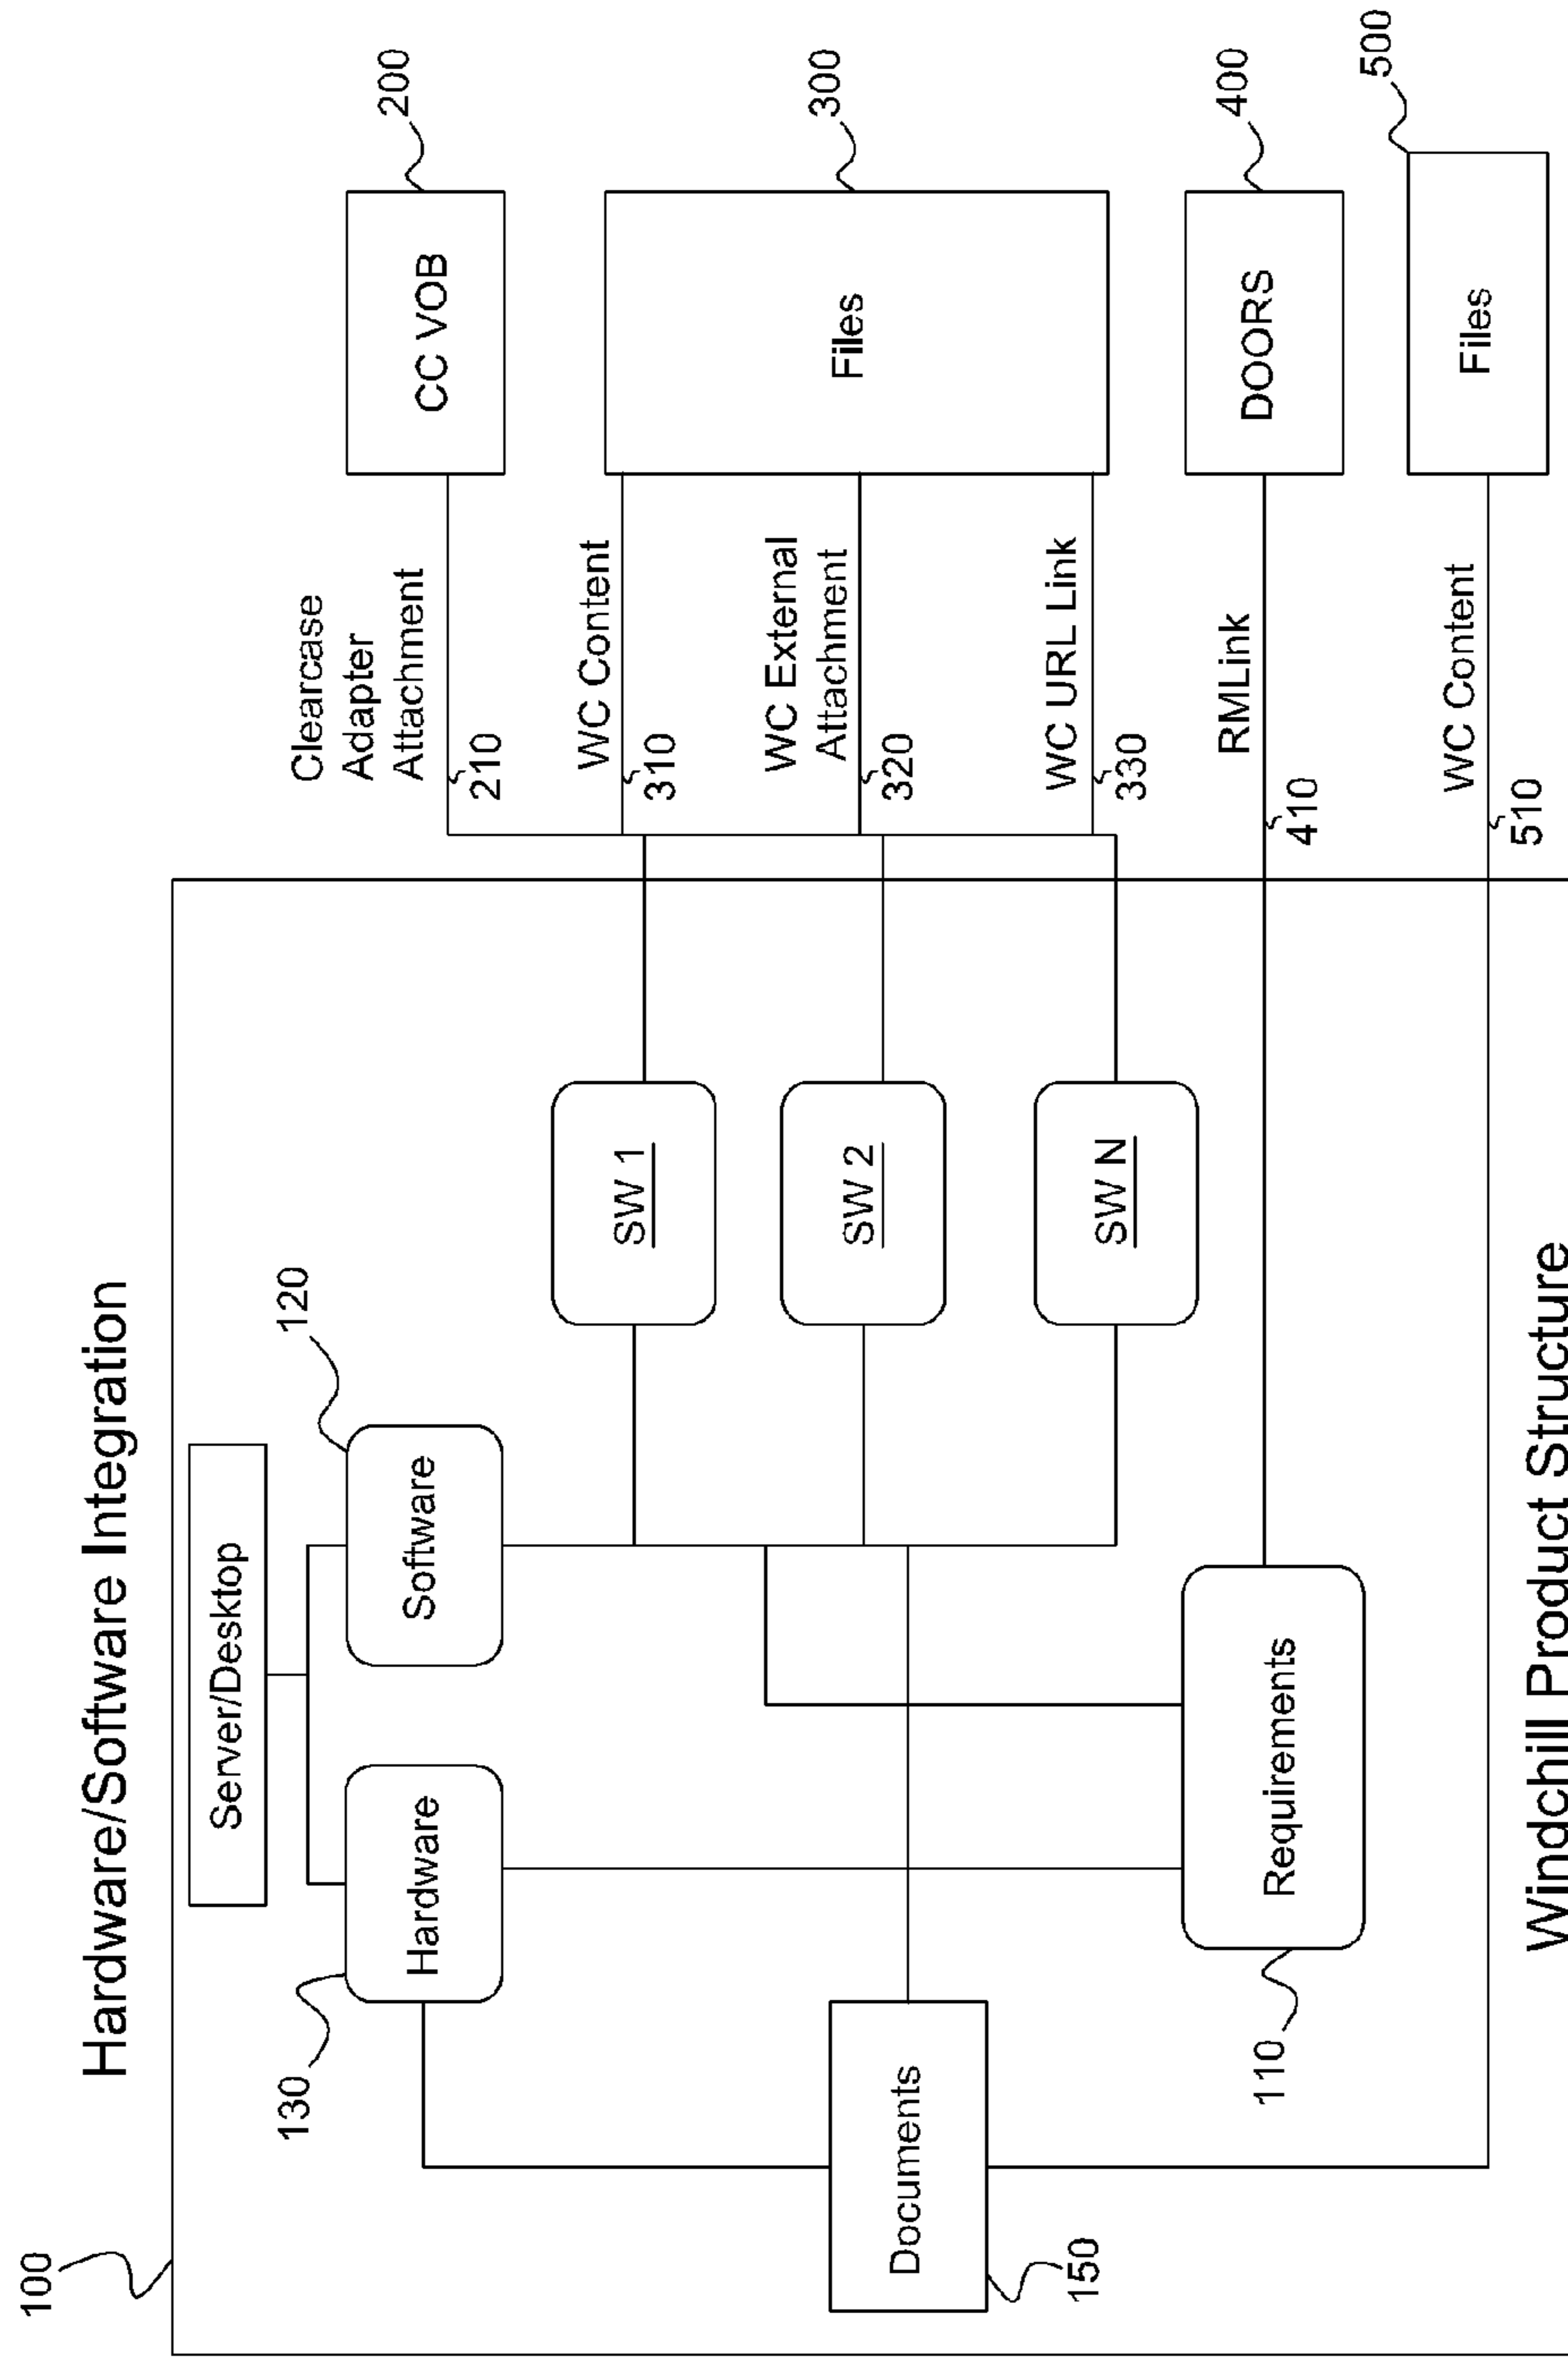 Hardware/Software Integration
100
Server/Desktop
130
Hardware
Software
120
Documents
150
Requirements
110
SW 1
SW 2
SW N
Clearcase
Adapter
Attachment
210
CC VOB
200
WC Content
310
WC External
Attachment
320
WC URL Link
330
Files
300
RMLink
410
DOORS
400
WC Content
510
Files
500
Windchill Product Structure